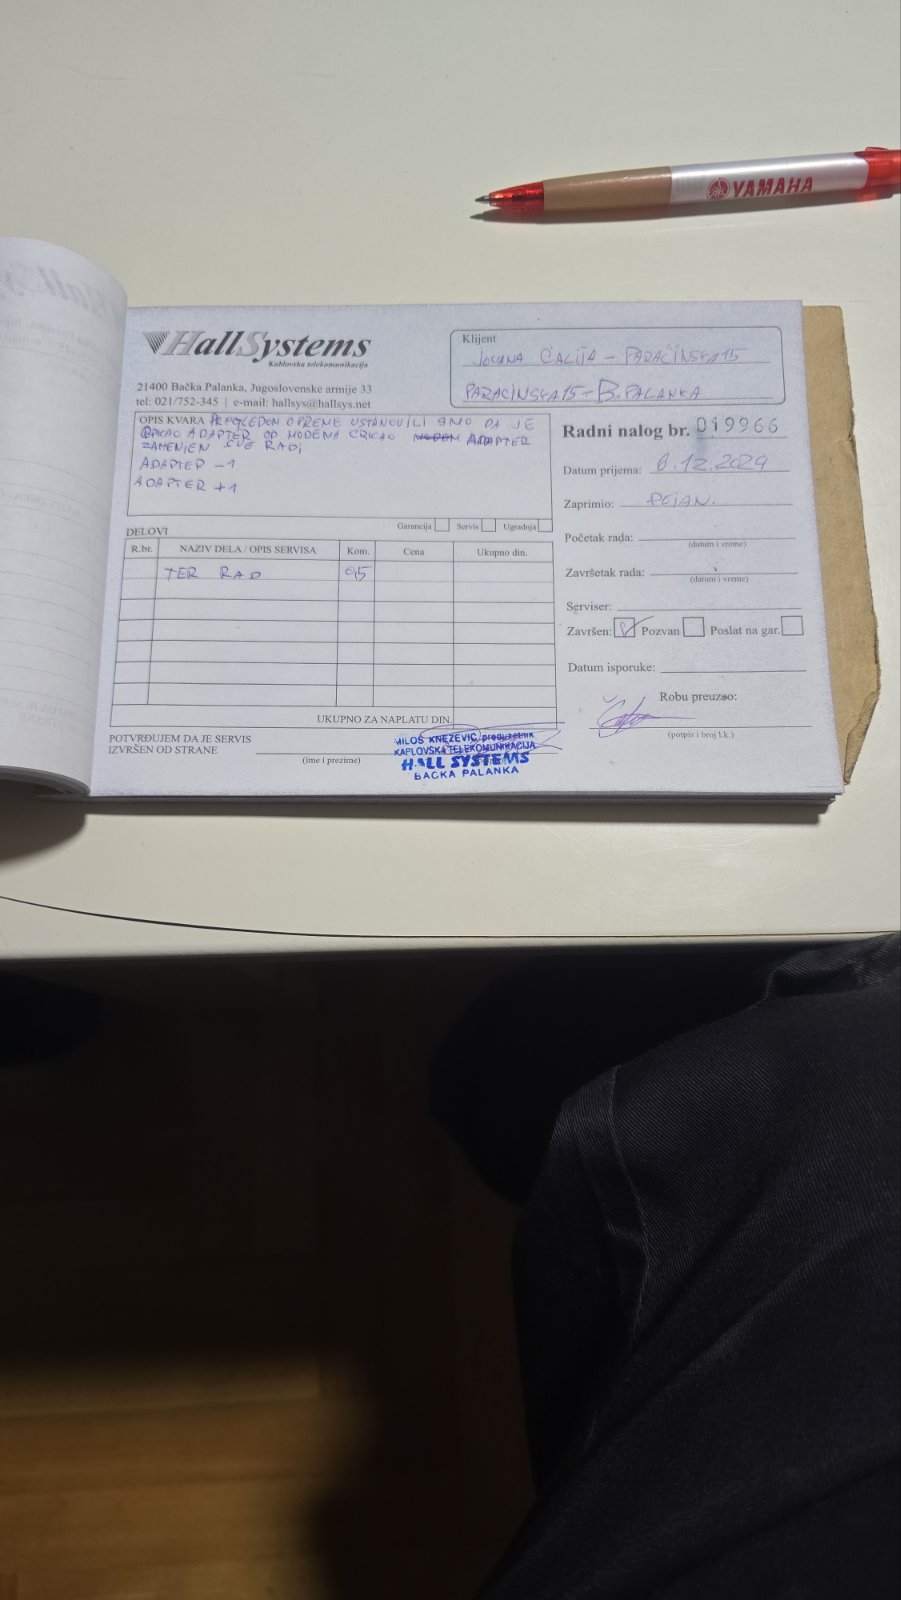 YAMAHA
HallSystems
Kablovska telekomunikacija
21400 Bačka Palanka, Jugoslovenske armije 33
tel: 021/752-345 | e-mail: hallsys@hallsys.net
Klijent
JOVANA ĆALIJA - PARAĆINSKA 15
PARAĆINSKA 15 - B. PALANKA
OPIS KVARA PREGLEDOM OPREME USTANOVILI SMO DA JE
CRKAO ADAPTER OD MODEMA CRKAO ADAPTER
ZAMENJEN SVE RADI
ADAPTER -1
ADAPTER +1
Garancija Servis Ugradnja
Radni nalog br. 019966
Datum prijema: 6.12.2024
Zaprimio: DEJAN.
Početak rada:
(datum i vreme)
Završetak rada:
(datum i vreme)
Serviser:
Završen: Pozvan Poslat na gar.
Datum isporuke:
Robu preuzeo:
(potpis i broj l.k.)
DELOVI
R.br. NAZIV DELA / OPIS SERVISA Kom. Cena Ukupno din.
TER RAD
UKUPNO ZA NAPLATU DIN.
POTVRĐUJEM DA JE SERVIS
IZVRŠEN OD STRANE
(ime i prezime)
MILOŠ KNEŽEVIĆ preduzetnik
KABLOVSKA TELEKOMUNIKACIJA
HALL SYSTEMS
BAČKA PALANKA